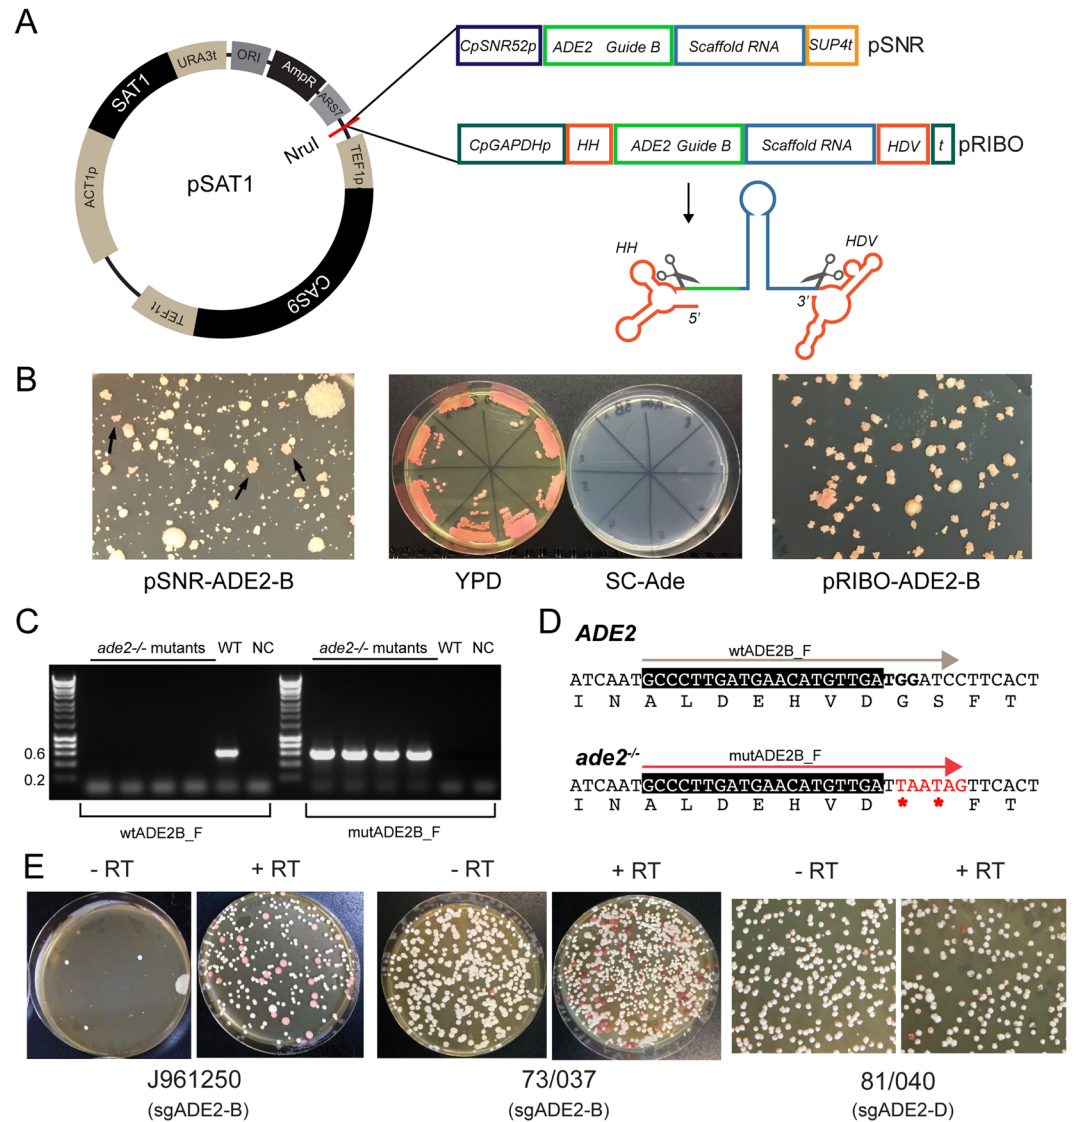 A
CpSNR52p ADE2 Guide B Scaffold RNA SUP4t pSNR
URA3t ORI AmpR ARS7 SAT1 NruI
CpGAPDHp HH ADE2 Guide B Scaffold RNA HDV t pRIBO
ACT1p pSAT1 TEF1p
HH HDV
CAS9 TEF1t
5’ 3’
B
pSNR-ADE2-B YPD SC-Ade pRIBO-ADE2-B
C
ade2-/- mutants WT NC ade2-/- mutants WT NC
0.6
0.2
wtADE2B_F mutADE2B_F
D
ADE2
wtADE2B_F
ATCAATGCCCTTGATGAACATGTTGATGGATCCTTCACT
I N A L D E H V D G S F T
ade2-/-
mutADE2B_F
ATCAATGCCCTTGATGAACATGTTGATTAATAGTTCACT
I N A L D E H V D * * F T
E
- RT + RT - RT + RT - RT + RT
J961250 73/037 81/040
(sgADE2-B) (sgADE2-B) (sgADE2-D)